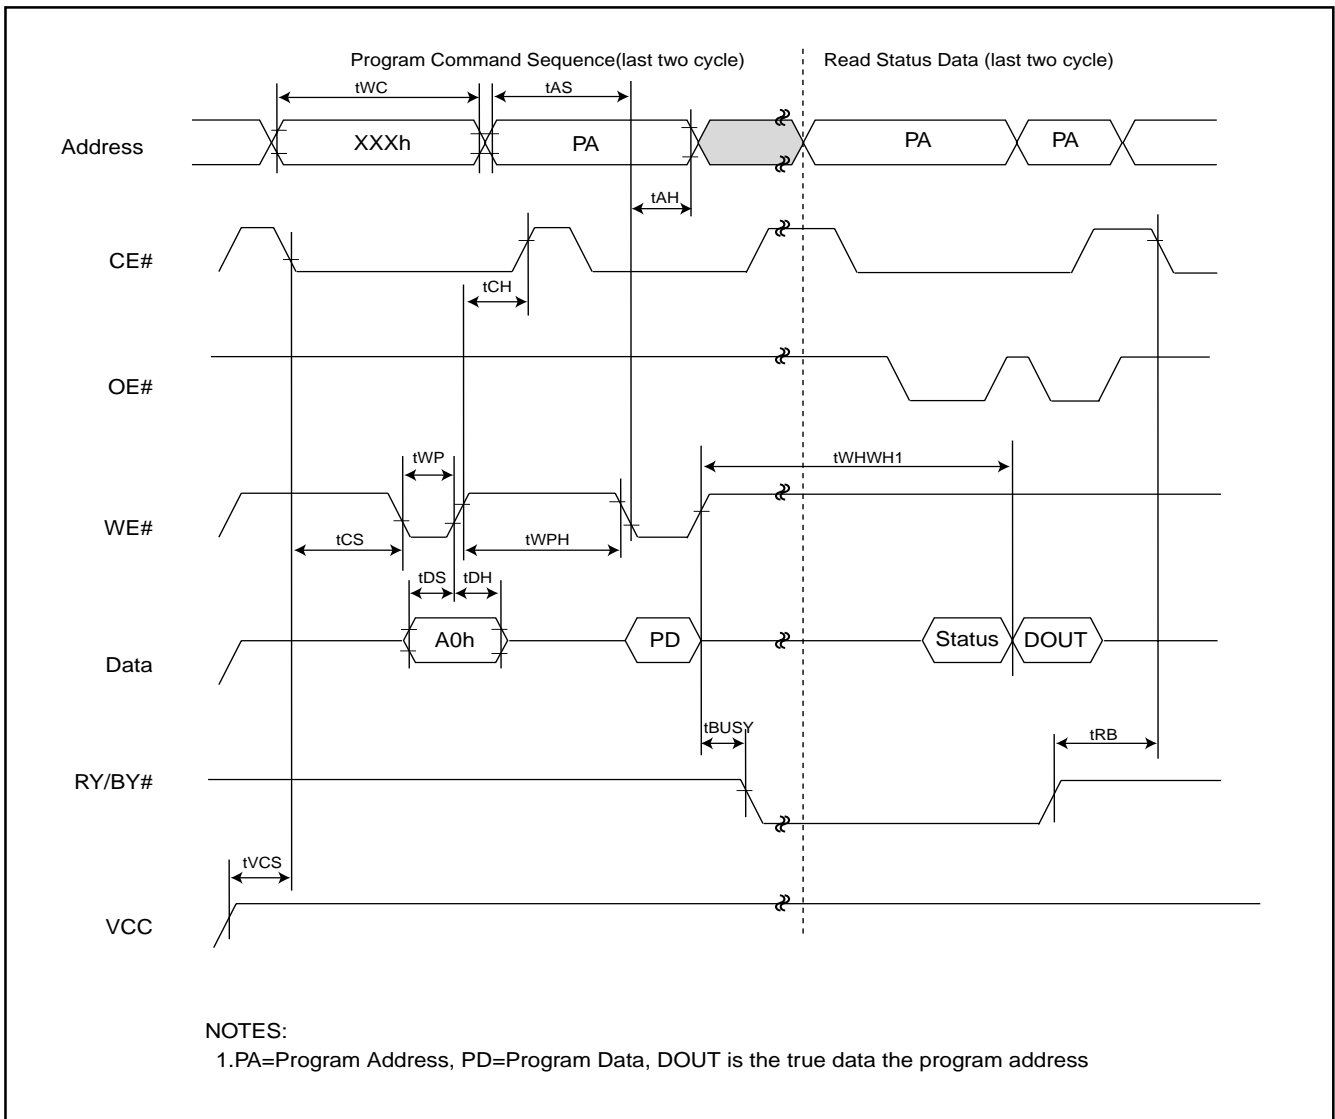 Program Command Sequence(last two cycle)
Read Status Data (last two cycle)
tWC
tAS
Address
XXXh
PA
PA
PA
tAH
CE#
tCH
OE#
tWP
tWHWH1
WE#
tCS
tWPH
tDS
tDH
Data
A0h
PD
Status
DOUT
tBUSY
tRB
RY/BY#
tVCS
VCC
NOTES:
1.PA=Program Address, PD=Program Data, DOUT is the true data the program address